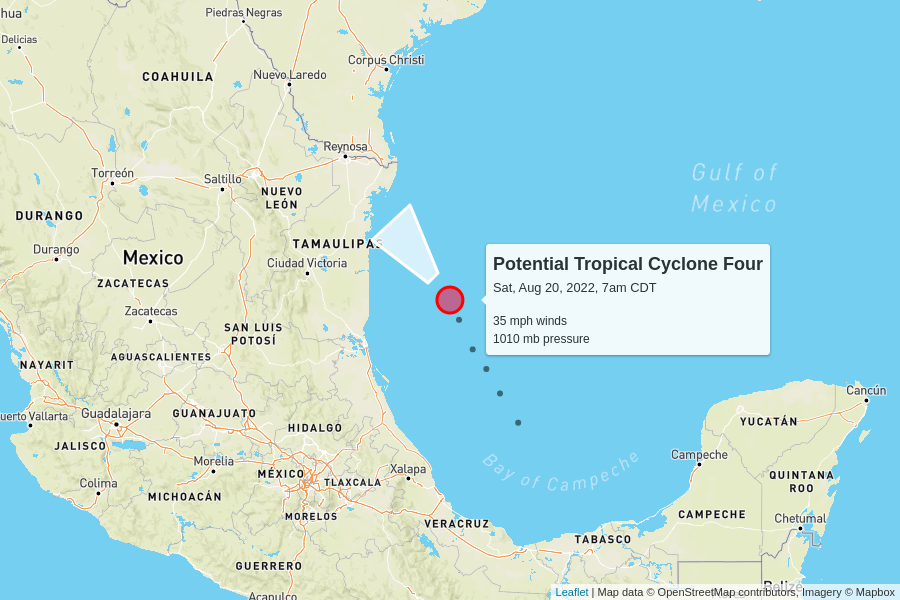 hua
Piedras Negras
Delicias
Corpus Christi
COAHUILA
Nuevo Laredo
Reynosa
Torreón
Saltillo
Gulf of
Mexico
NUEVO
LEÓN
DURANGO
TAMAULIPAS
Durango
Mexico
Ciudad Victoria
ZACATECAS
Zacatecas
Potential Tropical Cyclone Four
Sat, Aug 20, 2022, 7am CDT
35 mph winds
1010 mb pressure
SAN LUIS
POTOSÍ
AGUASCALIENTES
NAYARIT
Cancún
uerto Vallarta
Guadalajara
GUANAJUATO
YUCATÁN
HIDALGO
JALISCO
Campeche
Morelia
MÉXICO
Xalapa
Bay of Campeche
QUINTANA
ROO
Colima
TLAXCALA
MICHOACÁN
MORELOS
CAMPECHE
Chetumal
VERACRUZ
TABASCO
GUERRERO
Belize
Acapulco
Leaflet | Map data © OpenStreetMap contributors, Imagery © Mapbox